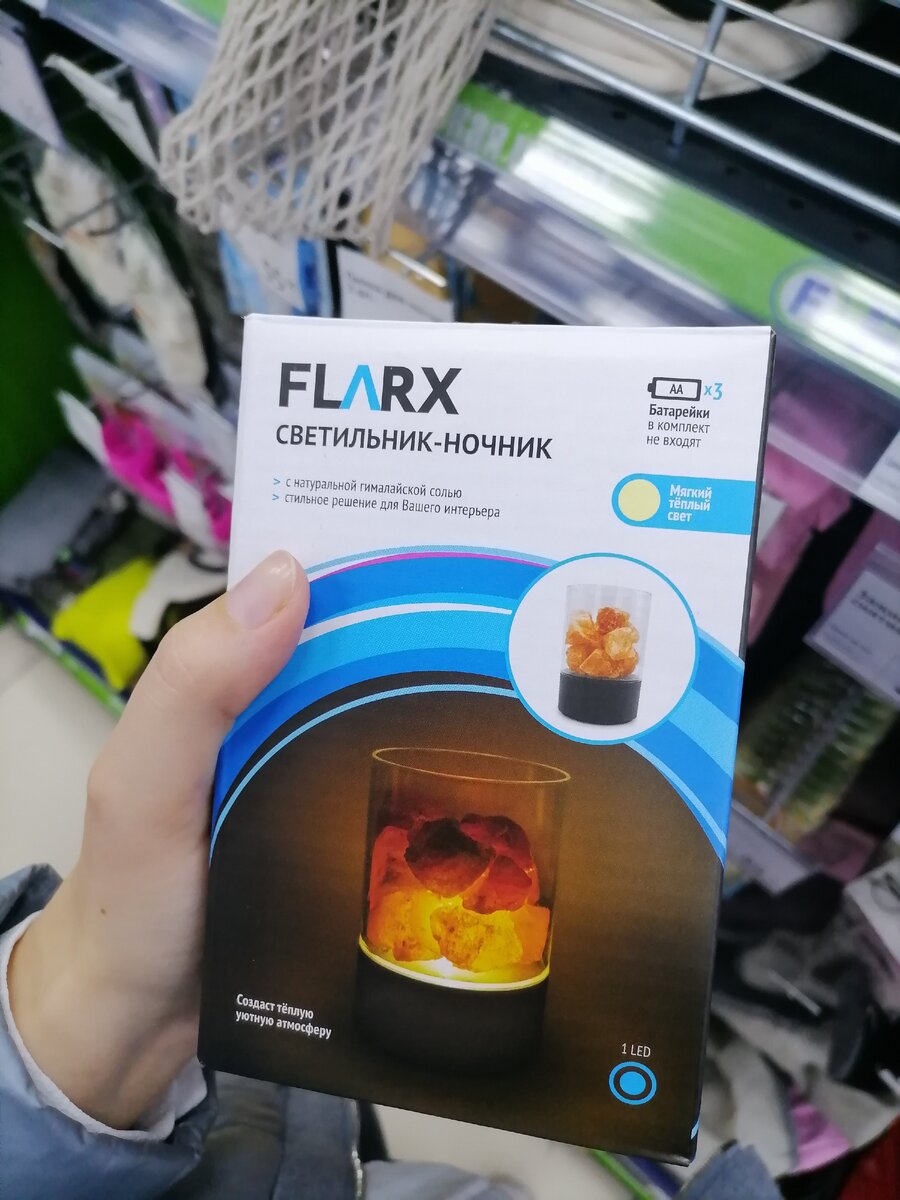 FLARX
СВЕТИЛЬНИК-НОЧНИК
> с натуральной гималайской солью
> стильное решение для Вашего интерьера
AA x3
Батарейки
в комплект
не входят
Мягкий
тёплый
свет
Создаст тёплую
уютную атмосферу
1 LED